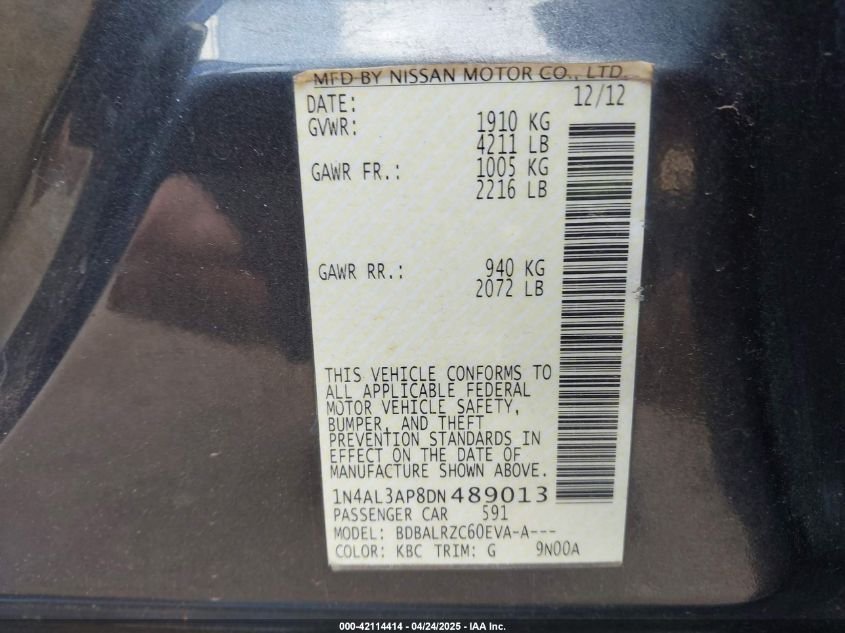 MFD BY NISSAN MOTOR CO., LTD.
DATE: 12/12
GVWR: 1910 KG
4211 LB
GAWR FR.: 1005 KG
2216 LB
GAWR RR.: 940 KG
2072 LB
THIS VEHICLE CONFORMS TO
ALL APPLICABLE FEDERAL
MOTOR VEHICLE SAFETY,
BUMPER, AND THEFT
PREVENTION STANDARDS IN
EFFECT ON THE DATE OF
MANUFACTURE SHOWN ABOVE.
1N4AL3AP8DN489013
PASSENGER CAR 591
MODEL: BDBALRZC60EVA-A---
COLOR: KBC TRIM: G 9N00A
000-42114414 - 04/24/2025 - IAA Inc.